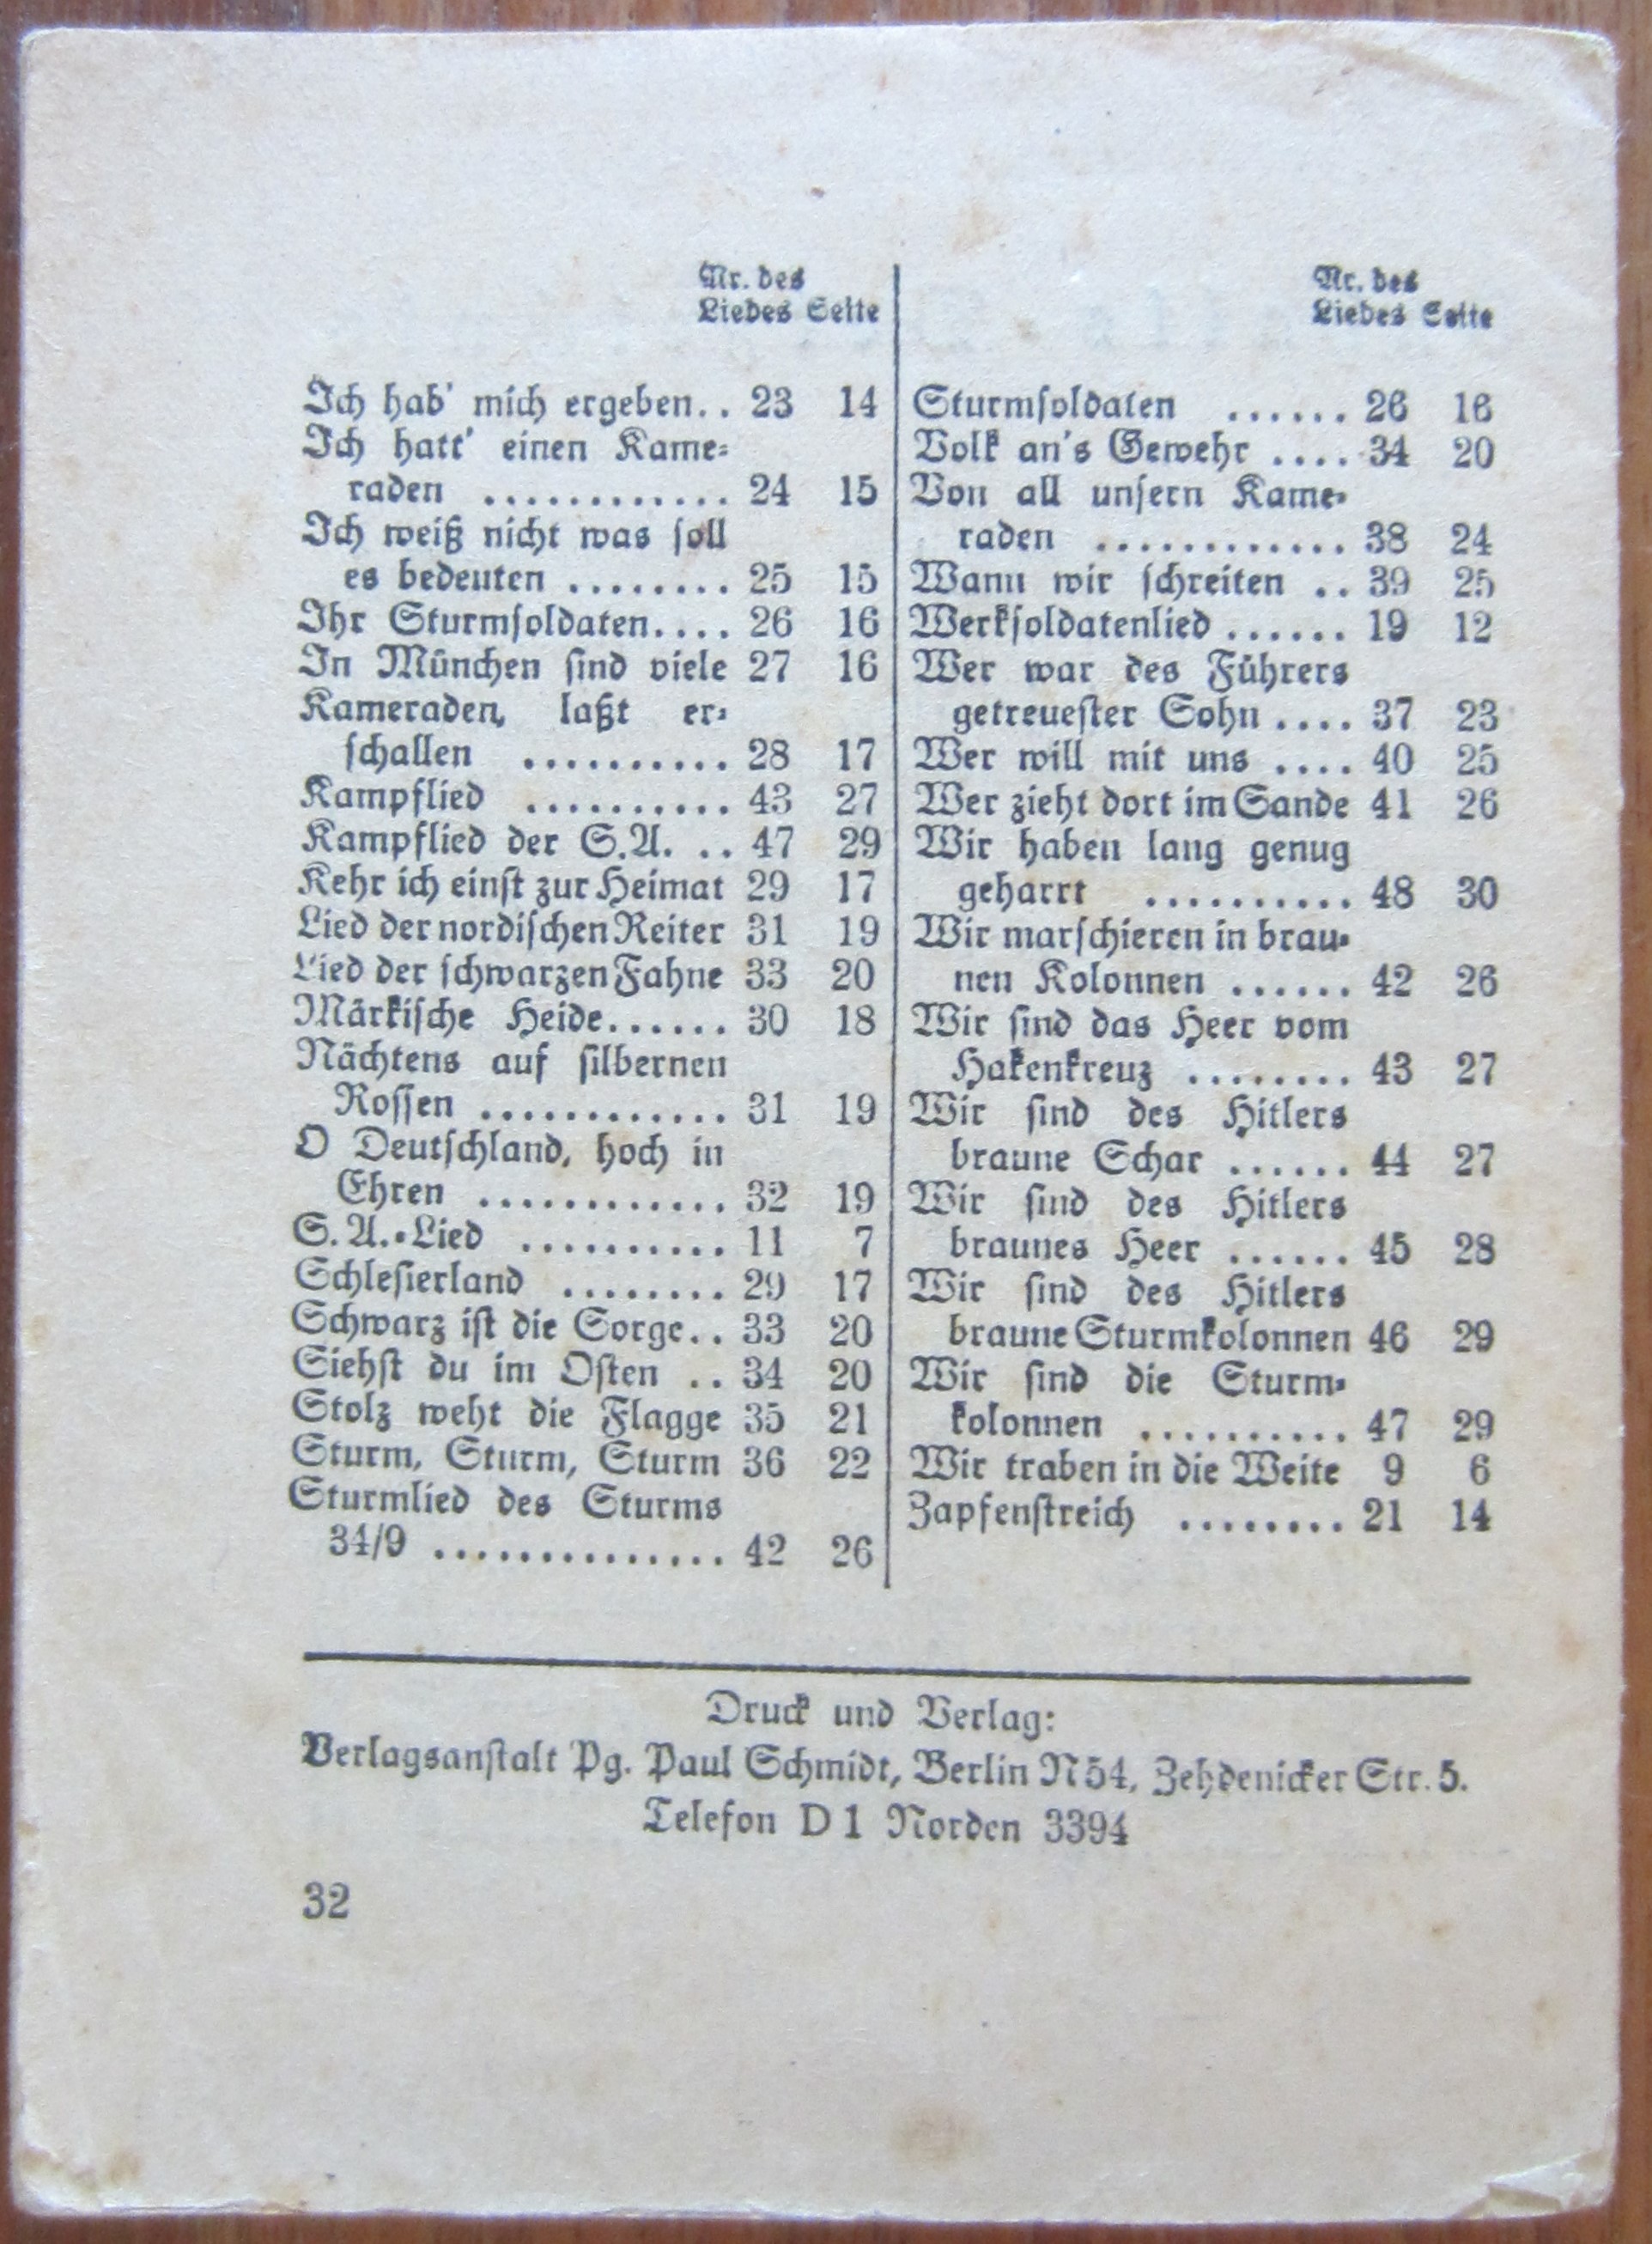 Nr. des
Liedes Seite
Ich hab' mich ergeben.. 23 14
Ich hatt' einen Kame-
raden ............ 24 15
Ich weiß nicht was soll
es bedeuten ........ 25 15
Ihr Sturmsoldaten.... 26 16
In München sind viele 27 16
Kameraden, laßt er-
schallen .......... 28 17
Kampflied .......... 43 27
Kampflied der S.A. .. 47 29
Kehr ich einst zur Heimat 29 17
Lied der nordischen Reiter 31 19
Lied der schwarzen Fahne 33 20
Märkische Heide...... 30 18
Nächtens auf silbernen
Rossen ............ 31 19
O Deutschland, hoch in
Ehren ............ 32 19
S.A.-Lied .......... 11 7
Schlesierland ........ 29 17
Schwarz ist die Sorge.. 33 20
Siehst du im Osten .. 34 20
Stolz weht die Flagge 35 21
Sturm, Sturm, Sturm 36 22
Sturmlied des Sturms
34/9 .............. 42 26
Nr. des
Liedes Seite
Sturmsoldaten ...... 26 16
Volk an's Gewehr .... 34 20
Von all unsern Kame-
raden ............ 38 24
Wann wir schreiten .. 39 25
Werksoldatenlied ...... 19 12
Wer war des Führers
getreuester Sohn .... 37 23
Wer will mit uns .... 40 25
Wer zieht dort im Sande 41 26
Wir haben lang genug
geharrt .......... 48 30
Wir marschieren in brau-
nen Kolonnen ...... 42 26
Wir sind das Heer vom
Hakenkreuz ........ 43 27
Wir sind des Hitlers
braune Schar ...... 44 27
Wir sind des Hitlers
braunes Heer ...... 45 28
Wir sind des Hitlers
braune Sturmkolonnen 46 29
Wir sind die Sturm-
kolonnen .......... 47 29
Wir traben in die Weite 9 6
Zapfenstreich ........ 21 14
Druck und Verlag:
Verlagsanstalt Pg. Paul Schmidt, Berlin N 54, Zehdenicker Str. 5.
Telefon D 1 Norden 3394
32